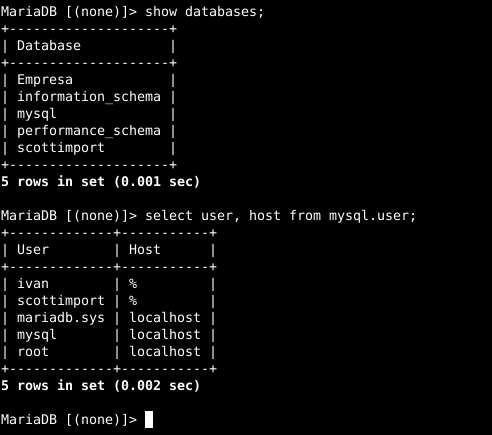 MariaDB [(none)]> show databases;
+--------------------+
| Database           |
+--------------------+
| Empresa            |
| information_schema |
| mysql              |
| performance_schema |
| scottimport        |
+--------------------+
5 rows in set (0.001 sec)

MariaDB [(none)]> select user, host from mysql.user;
+-------------+-----------+
| User        | Host      |
+-------------+-----------+
| ivan        | %         |
| scottimport | %         |
| mariadb.sys | localhost |
| mysql       | localhost |
| root        | localhost |
+-------------+-----------+
5 rows in set (0.002 sec)

MariaDB [(none)]>